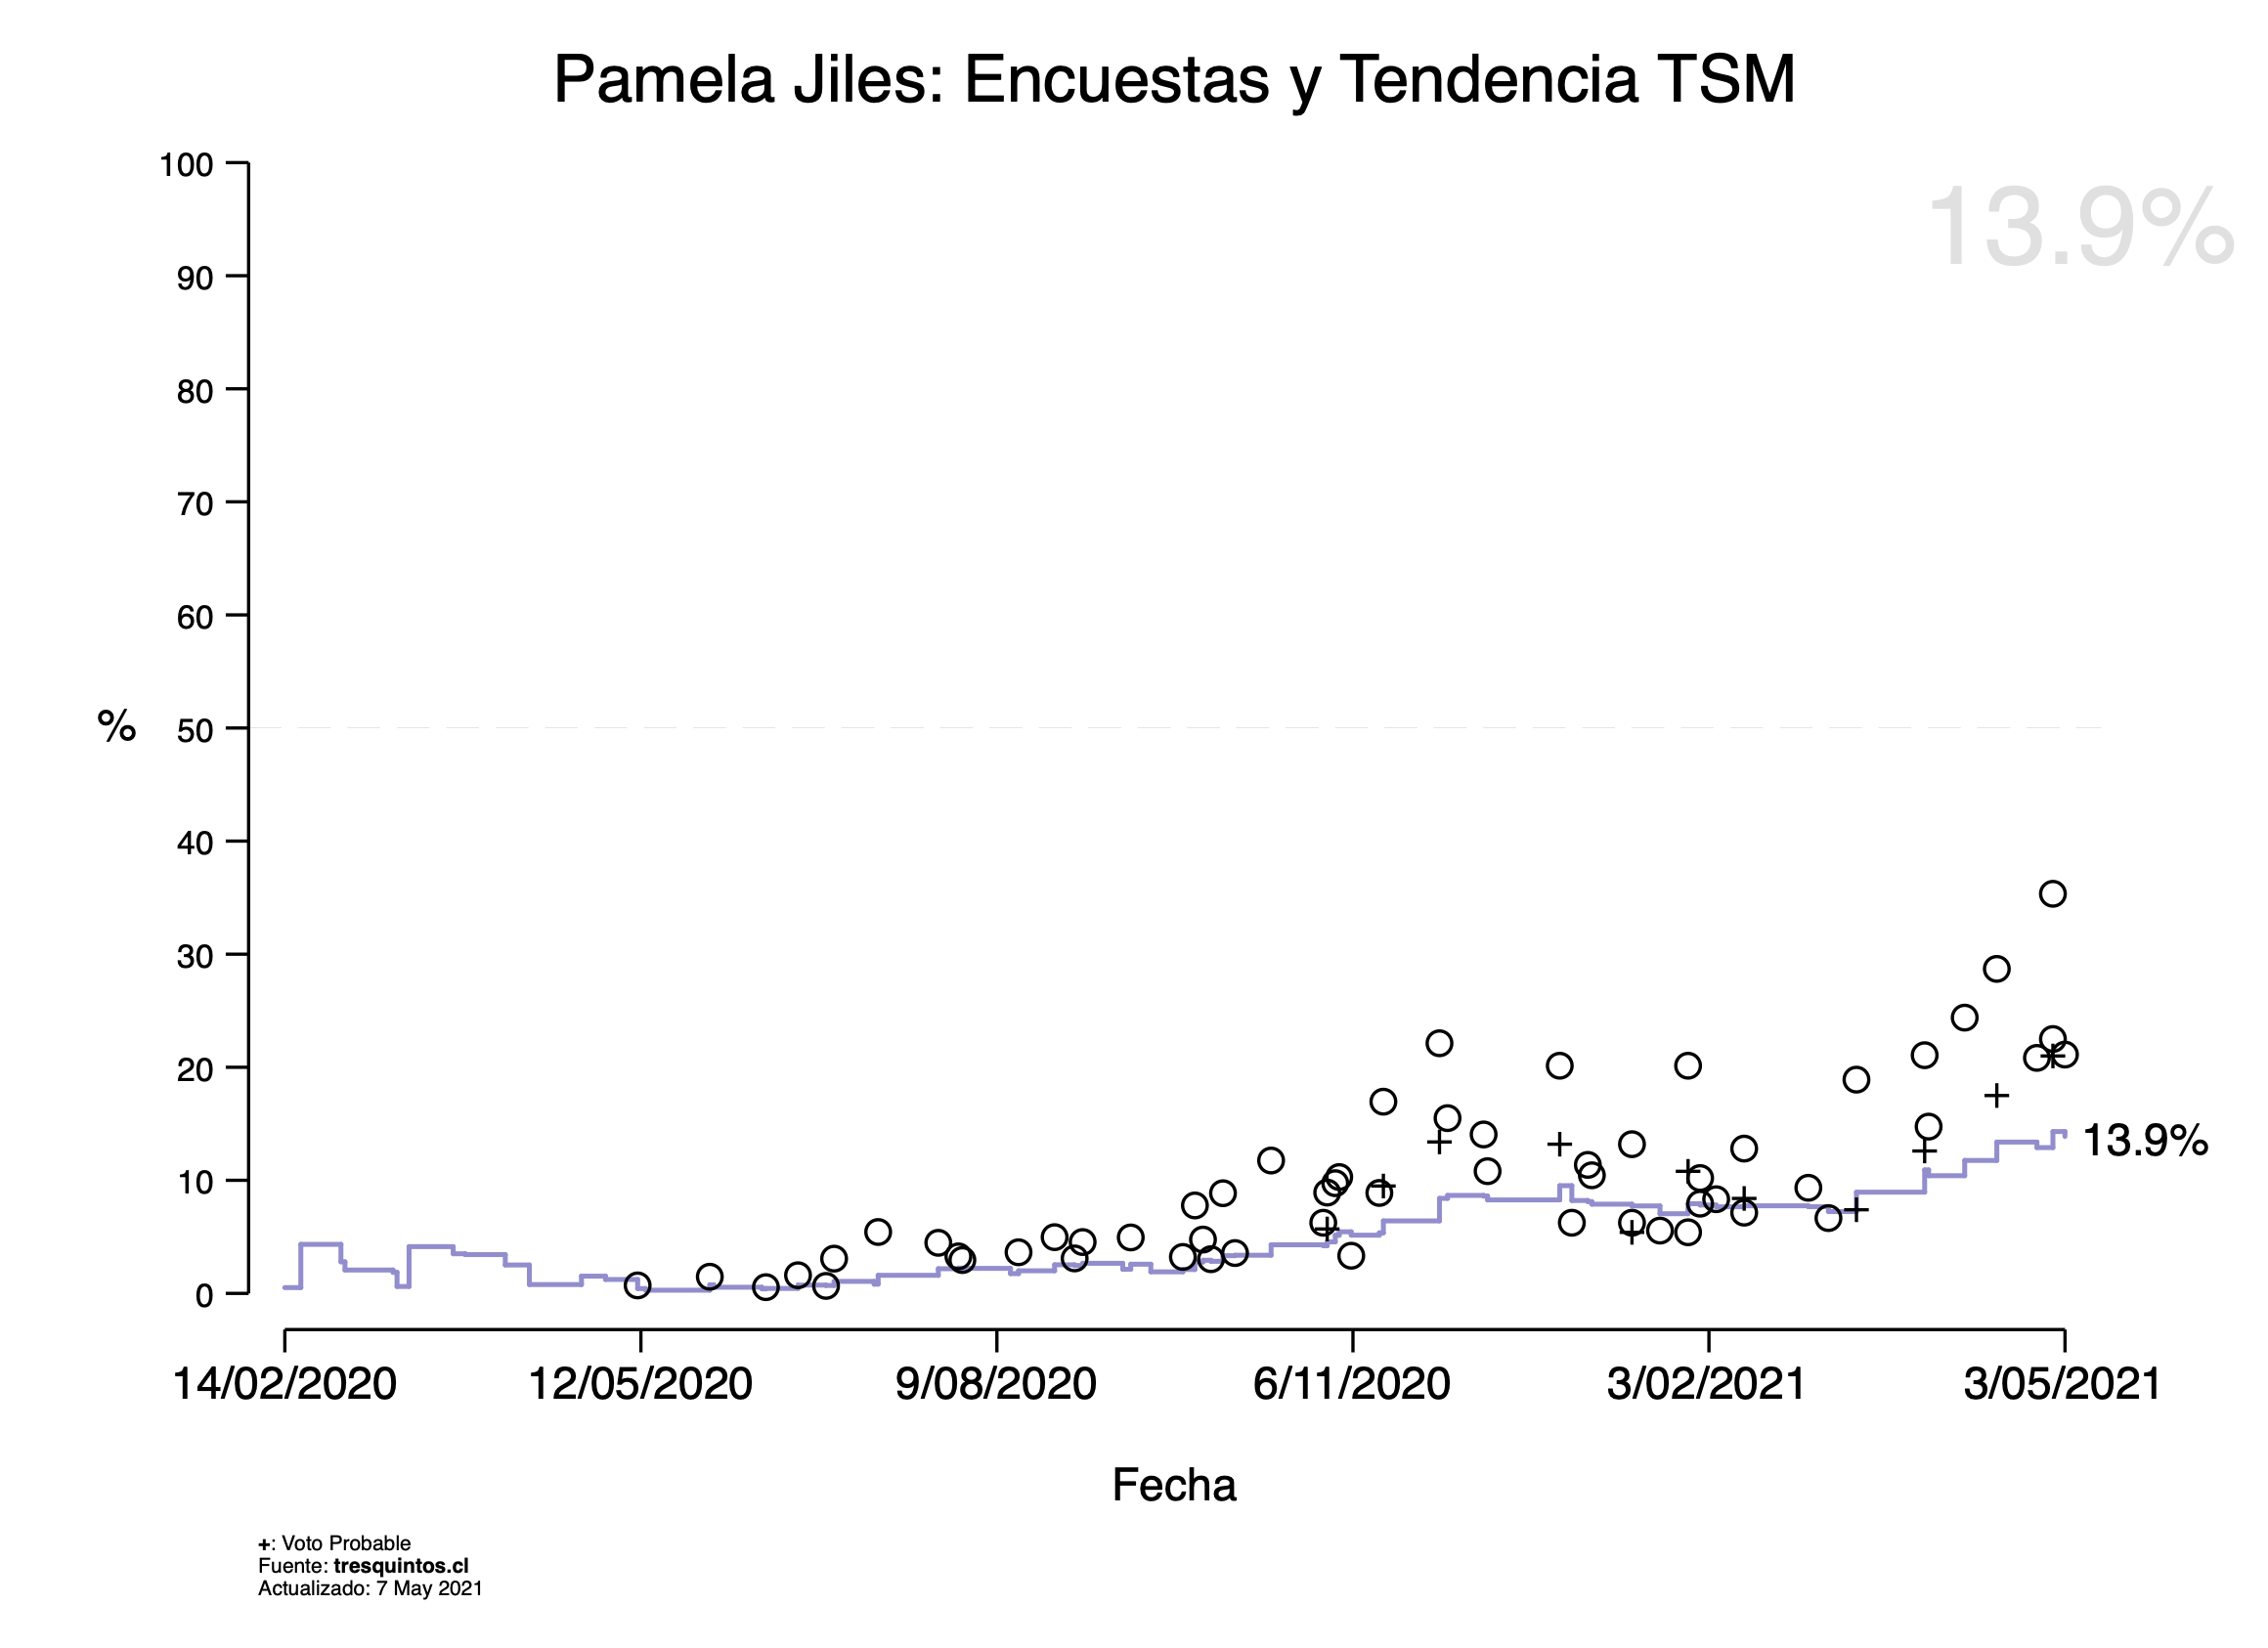 Pamela Jiles: Encuestas y Tendencia TSM
13.9%
100
90
80
70
60
50
40
30
20
10
0
%
13.9%
14/02/2020 12/05/2020 9/08/2020 6/11/2020 3/02/2021 3/05/2021
Fecha
+: Voto Probable
Fuente: tresquintos.cl
Actualizado: 7 May 2021